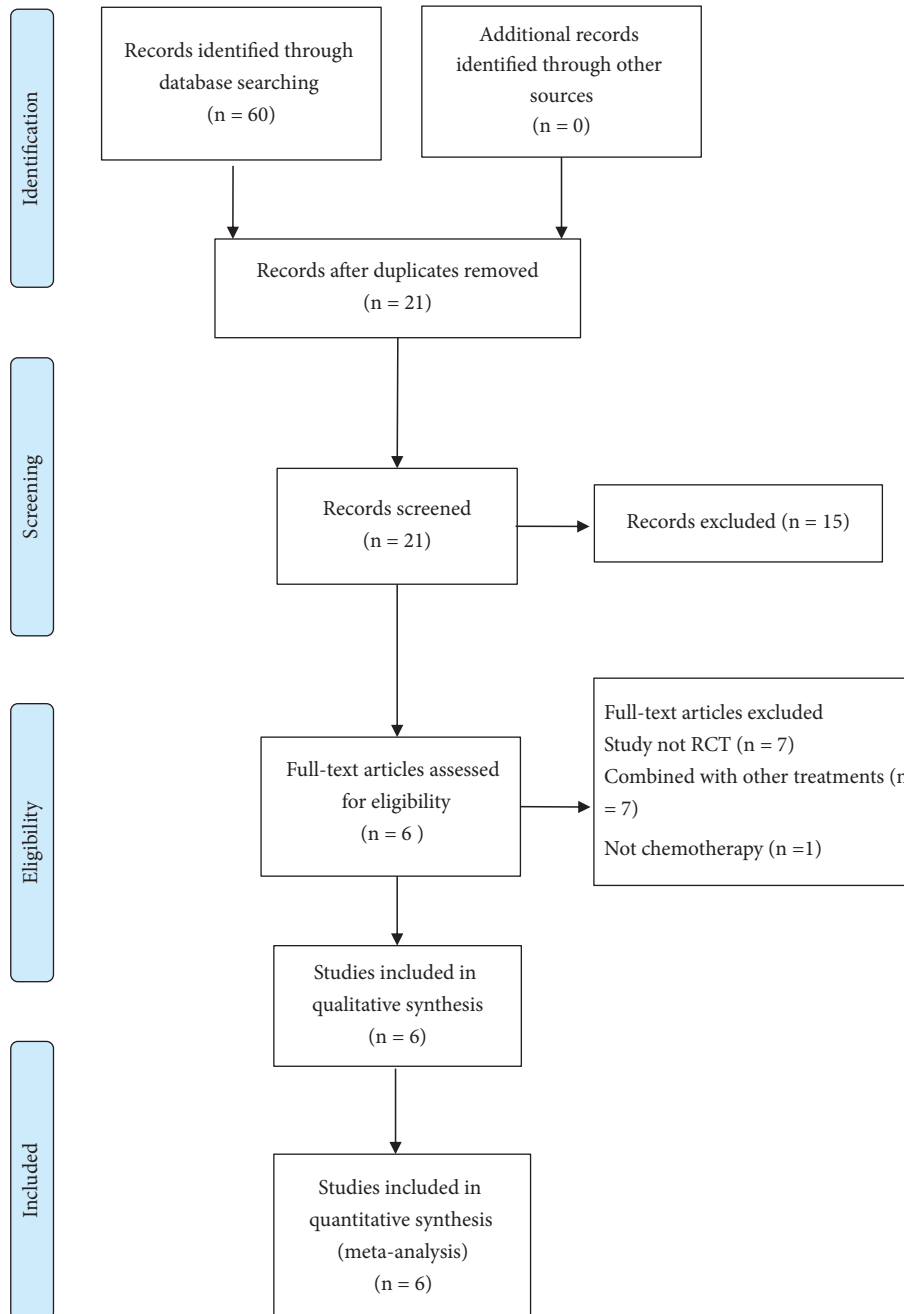 Identification
Records identified through
database searching
(n = 60)
Additional records
identified through other
sources
(n = 0)
Records after duplicates removed
(n = 21)
Screening
Records screened
(n = 21)
Records excluded (n = 15)
Eligibility
Full-text articles assessed
for eligibility
(n = 6 )
Full-text articles excluded
Study not RCT (n = 7)
Combined with other treatments (n
= 7)
Not chemotherapy (n =1)
Studies included in
qualitative synthesis
(n = 6)
Included
Studies included in
quantitative synthesis
(meta-analysis)
(n = 6)